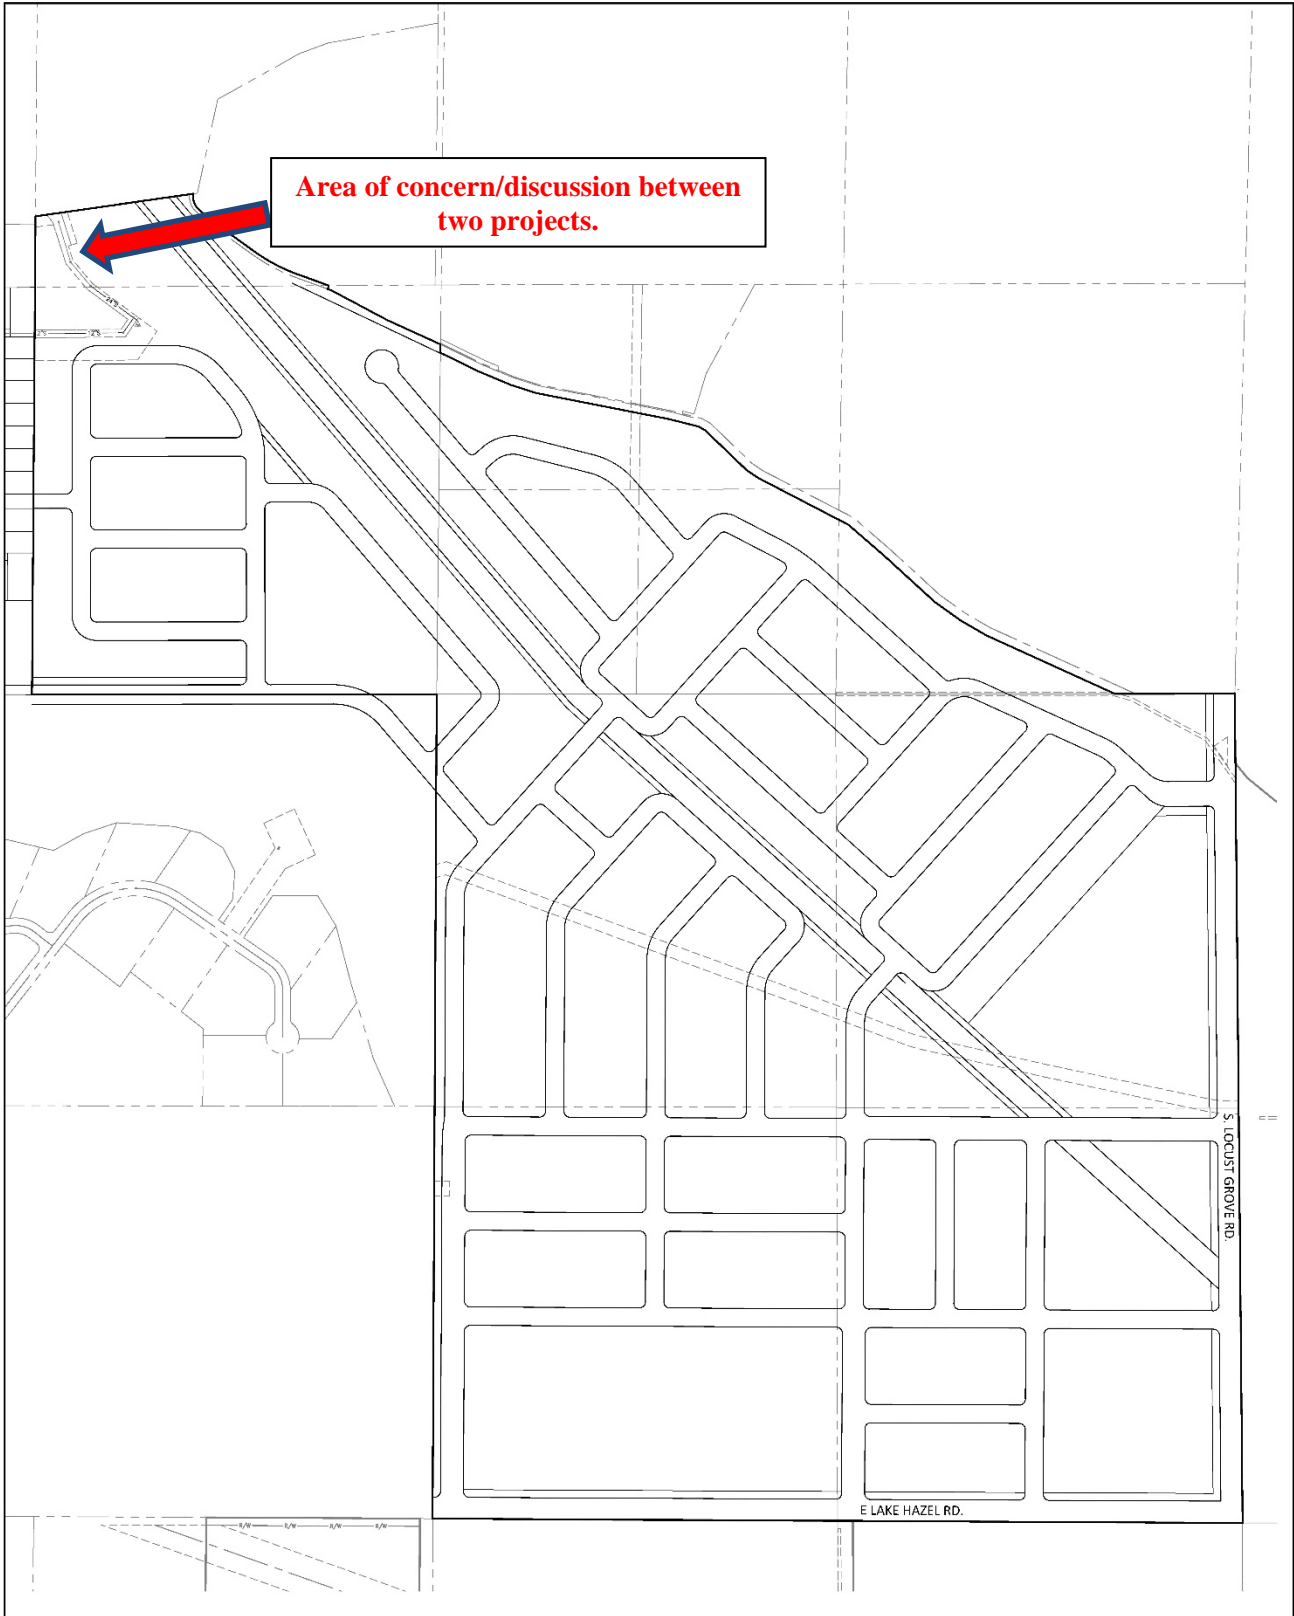 Area of concern/discussion between
two projects.
S. LOCUST GROVE RD.
E LAKE HAZEL RD.
R/W R/W R/W R/W